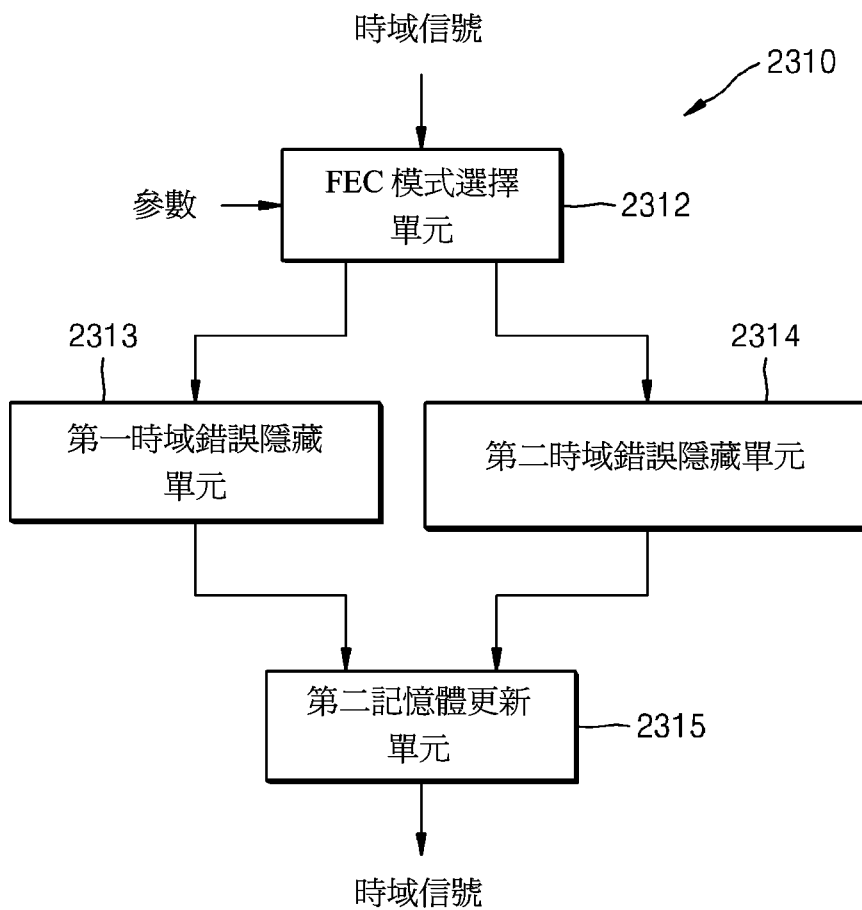 時域信號
2310
FEC 模式選擇
單元
參數
2312
2313
2314
第一時域錯誤隱藏
單元
第二時域錯誤隱藏單元
第二記憶體更新
單元
2315
時域信號